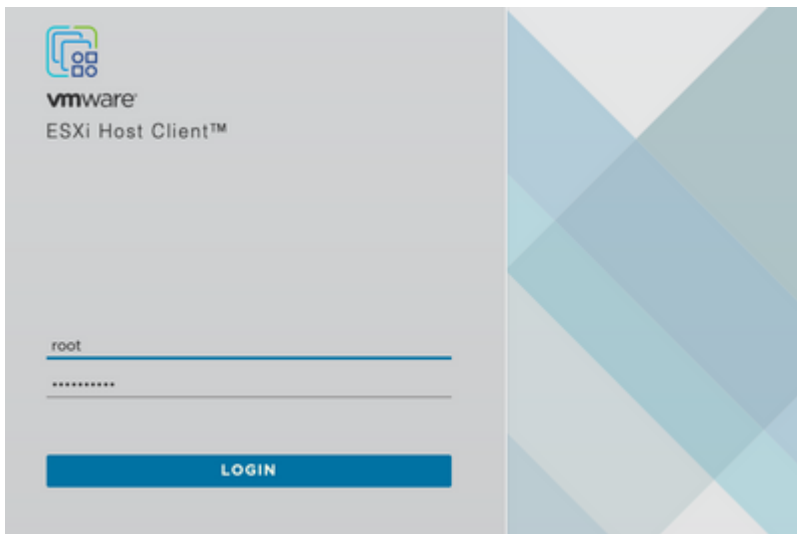 vmware
ESXi Host Client™
root
••••••••••
LOGIN